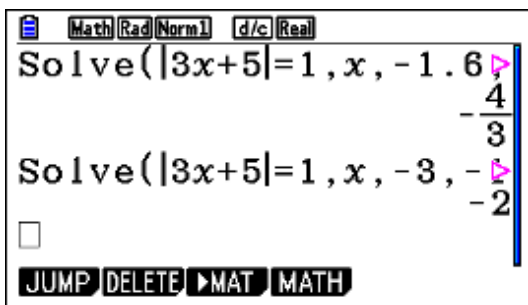 Math Rad Norm1 d/c Real
Solve(|3x+5|=1,x,-1.6,
-4/3
Solve(|3x+5|=1,x,-3,-1
-2
JUMP DELETE ►MAT MATH